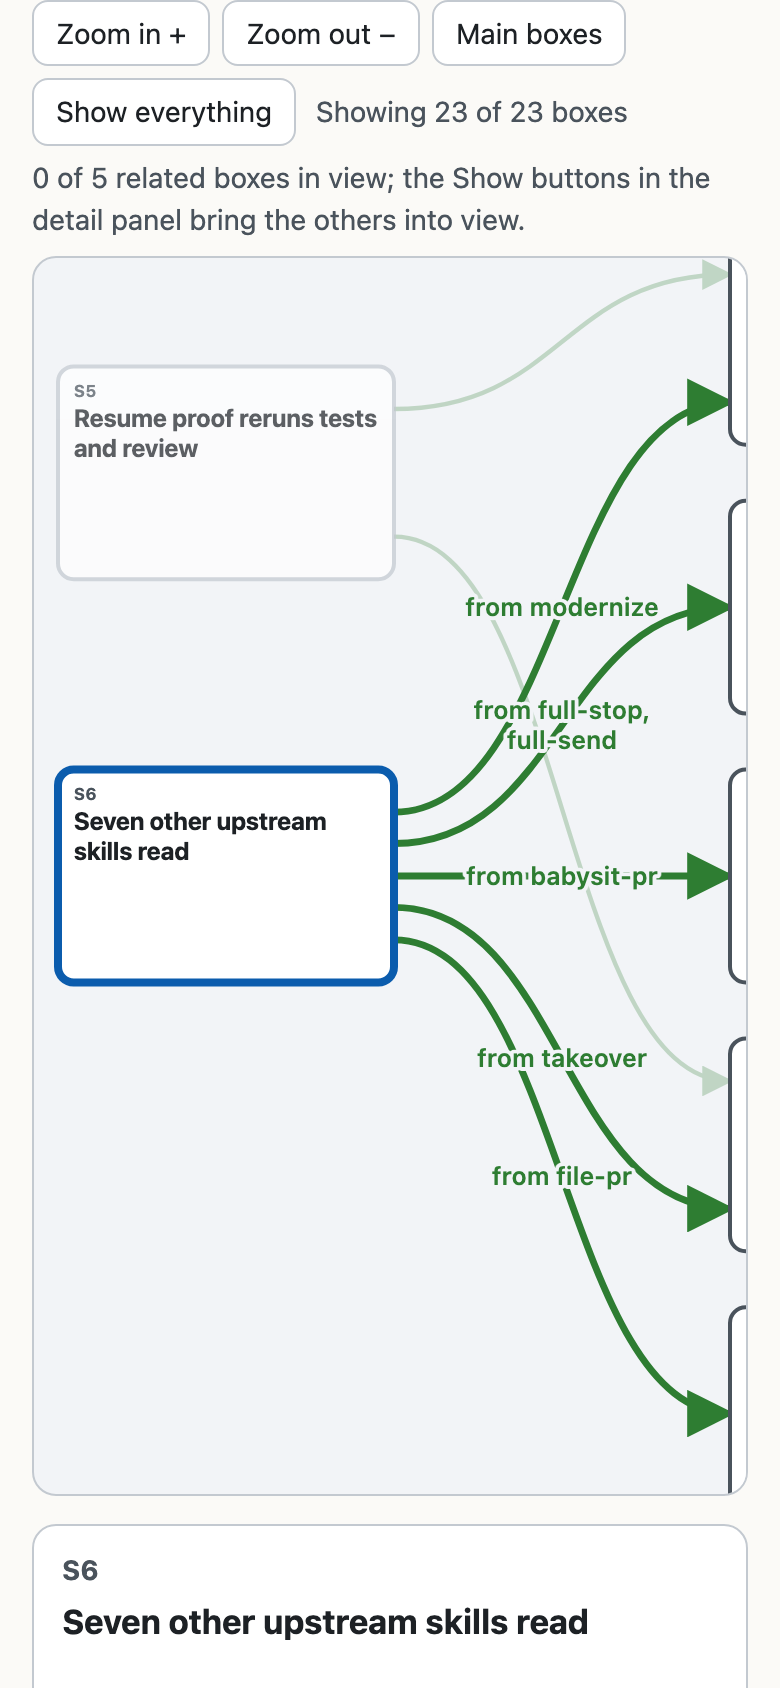 Zoom in +
Zoom out –
Main boxes
Show everything
Showing 23 of 23 boxes
0 of 5 related boxes in view; the Show buttons in the
detail panel bring the others into view.
S5
Resume proof reruns tests
and review
from modernize
from full-stop,
full-send
S6
Seven other upstream
skills read
from babysit-pr
from takeover
from file-pr
S6
Seven other upstream skills read